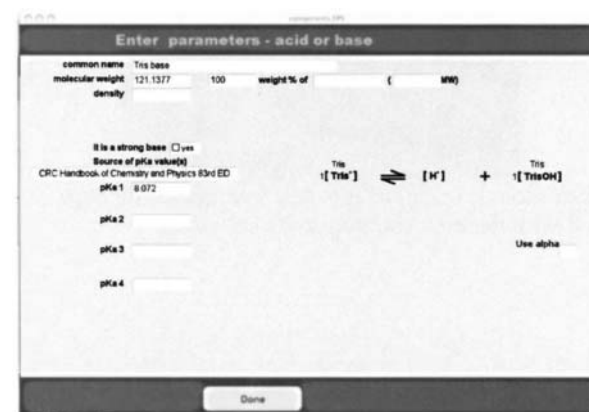 Enter parameters - acid or base
common name Tris base
molecular weight 121.1377 100 weight % of ( MW)
density
It is a strong base yes
Source of pKa value(s)
CRC Handbook of Chemistry and Physics 83rd ED
Tris Tris
1[ Tris⁺] ⇌ [H⁺] + 1[ TrisOH]
pKa 1 8.072
pKa 2
Use alpha
pKa 3
pKa 4
Done